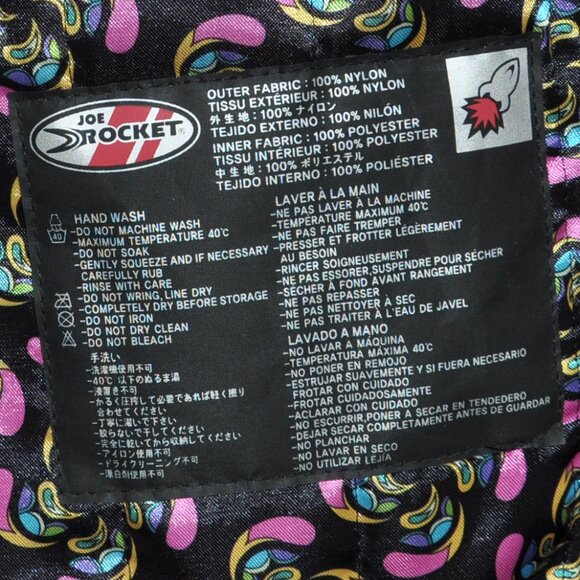 JOE
ROCKET
OUTER FABRIC : 100% NYLON
TISSU EXTÉRIEUR : 100% NYLON
外生地 : 100% ナイロン
TEJIDO EXTERNO : 100% NILÓN
INNER FABRIC : 100% POLYESTER
TISSU INTÉRIEUR : 100% POLYESTER
中生地 : 100% ポリエステル
TEJIDO INTERNO : 100% POLIÉSTER
40
HAND WASH
-DO NOT MACHINE WASH
-MAXIMUM TEMPERATURE 40℃
-DO NOT SOAK
-GENTLY SQUEEZE AND IF NECESSARY
CAREFULLY RUB
-RINSE WITH CARE
-DO NOT WRING, LINE DRY
-COMPLETELY DRY BEFORE STORAGE
-DO NOT IRON
-DO NOT DRY CLEAN
-DO NOT BLEACH
手洗い
-洗濯機使用不可
-40℃ 以下のぬるま湯
-浸置き不可
-かるく圧搾して必要であれば軽く擦り
合わせてください
-丁寧に濯いで下さい
-絞らないで干してください
-完全に乾いてから収納してください
-アイロン使用不可
-ドライクリーニング不可
-漂白剤使用不可
LAVER À LA MAIN
-NE PAS LAVER À LA MACHINE
-TEMPERATURE MAXIMUM 40℃
-NE PAS FAIRE TREMPER
-PRESSER ET FROTTER LÉGÈREMENT
AU BESOIN
-RINCER SOIGNEUSEMENT
-NE PAS ESSORER,SUSPENDRE POUR SÉCHER
-SÉCHER À FOND AVANT RANGEMENT
-NE PAS REPASSER
-NE PAS NETTOYER À SEC
-NE PAS TRAITER À L'EAU DE JAVEL
LAVADO A MANO
-NO LAVAR A MÁQUINA
-TEMPERATURA MÁXIMA 40℃
-NO PONER EN REMOJO
-ESTRUJAR SUAVEMENTE Y SI FUERA NECESARIO
FROTAR CON CUIDADO
-FROTAR CUIDADOSAMENTE
-ACLARAR CON CUIDADO
-NO ESCURRIR,PONER A SECAR EN TENDEDERO
-DEJAR SECAR COMPLETAMENTE ANTES DE GUARDAR
-NO PLANCHAR
-NO LAVAR EN SECO
-NO UTILIZAR LEJÍA